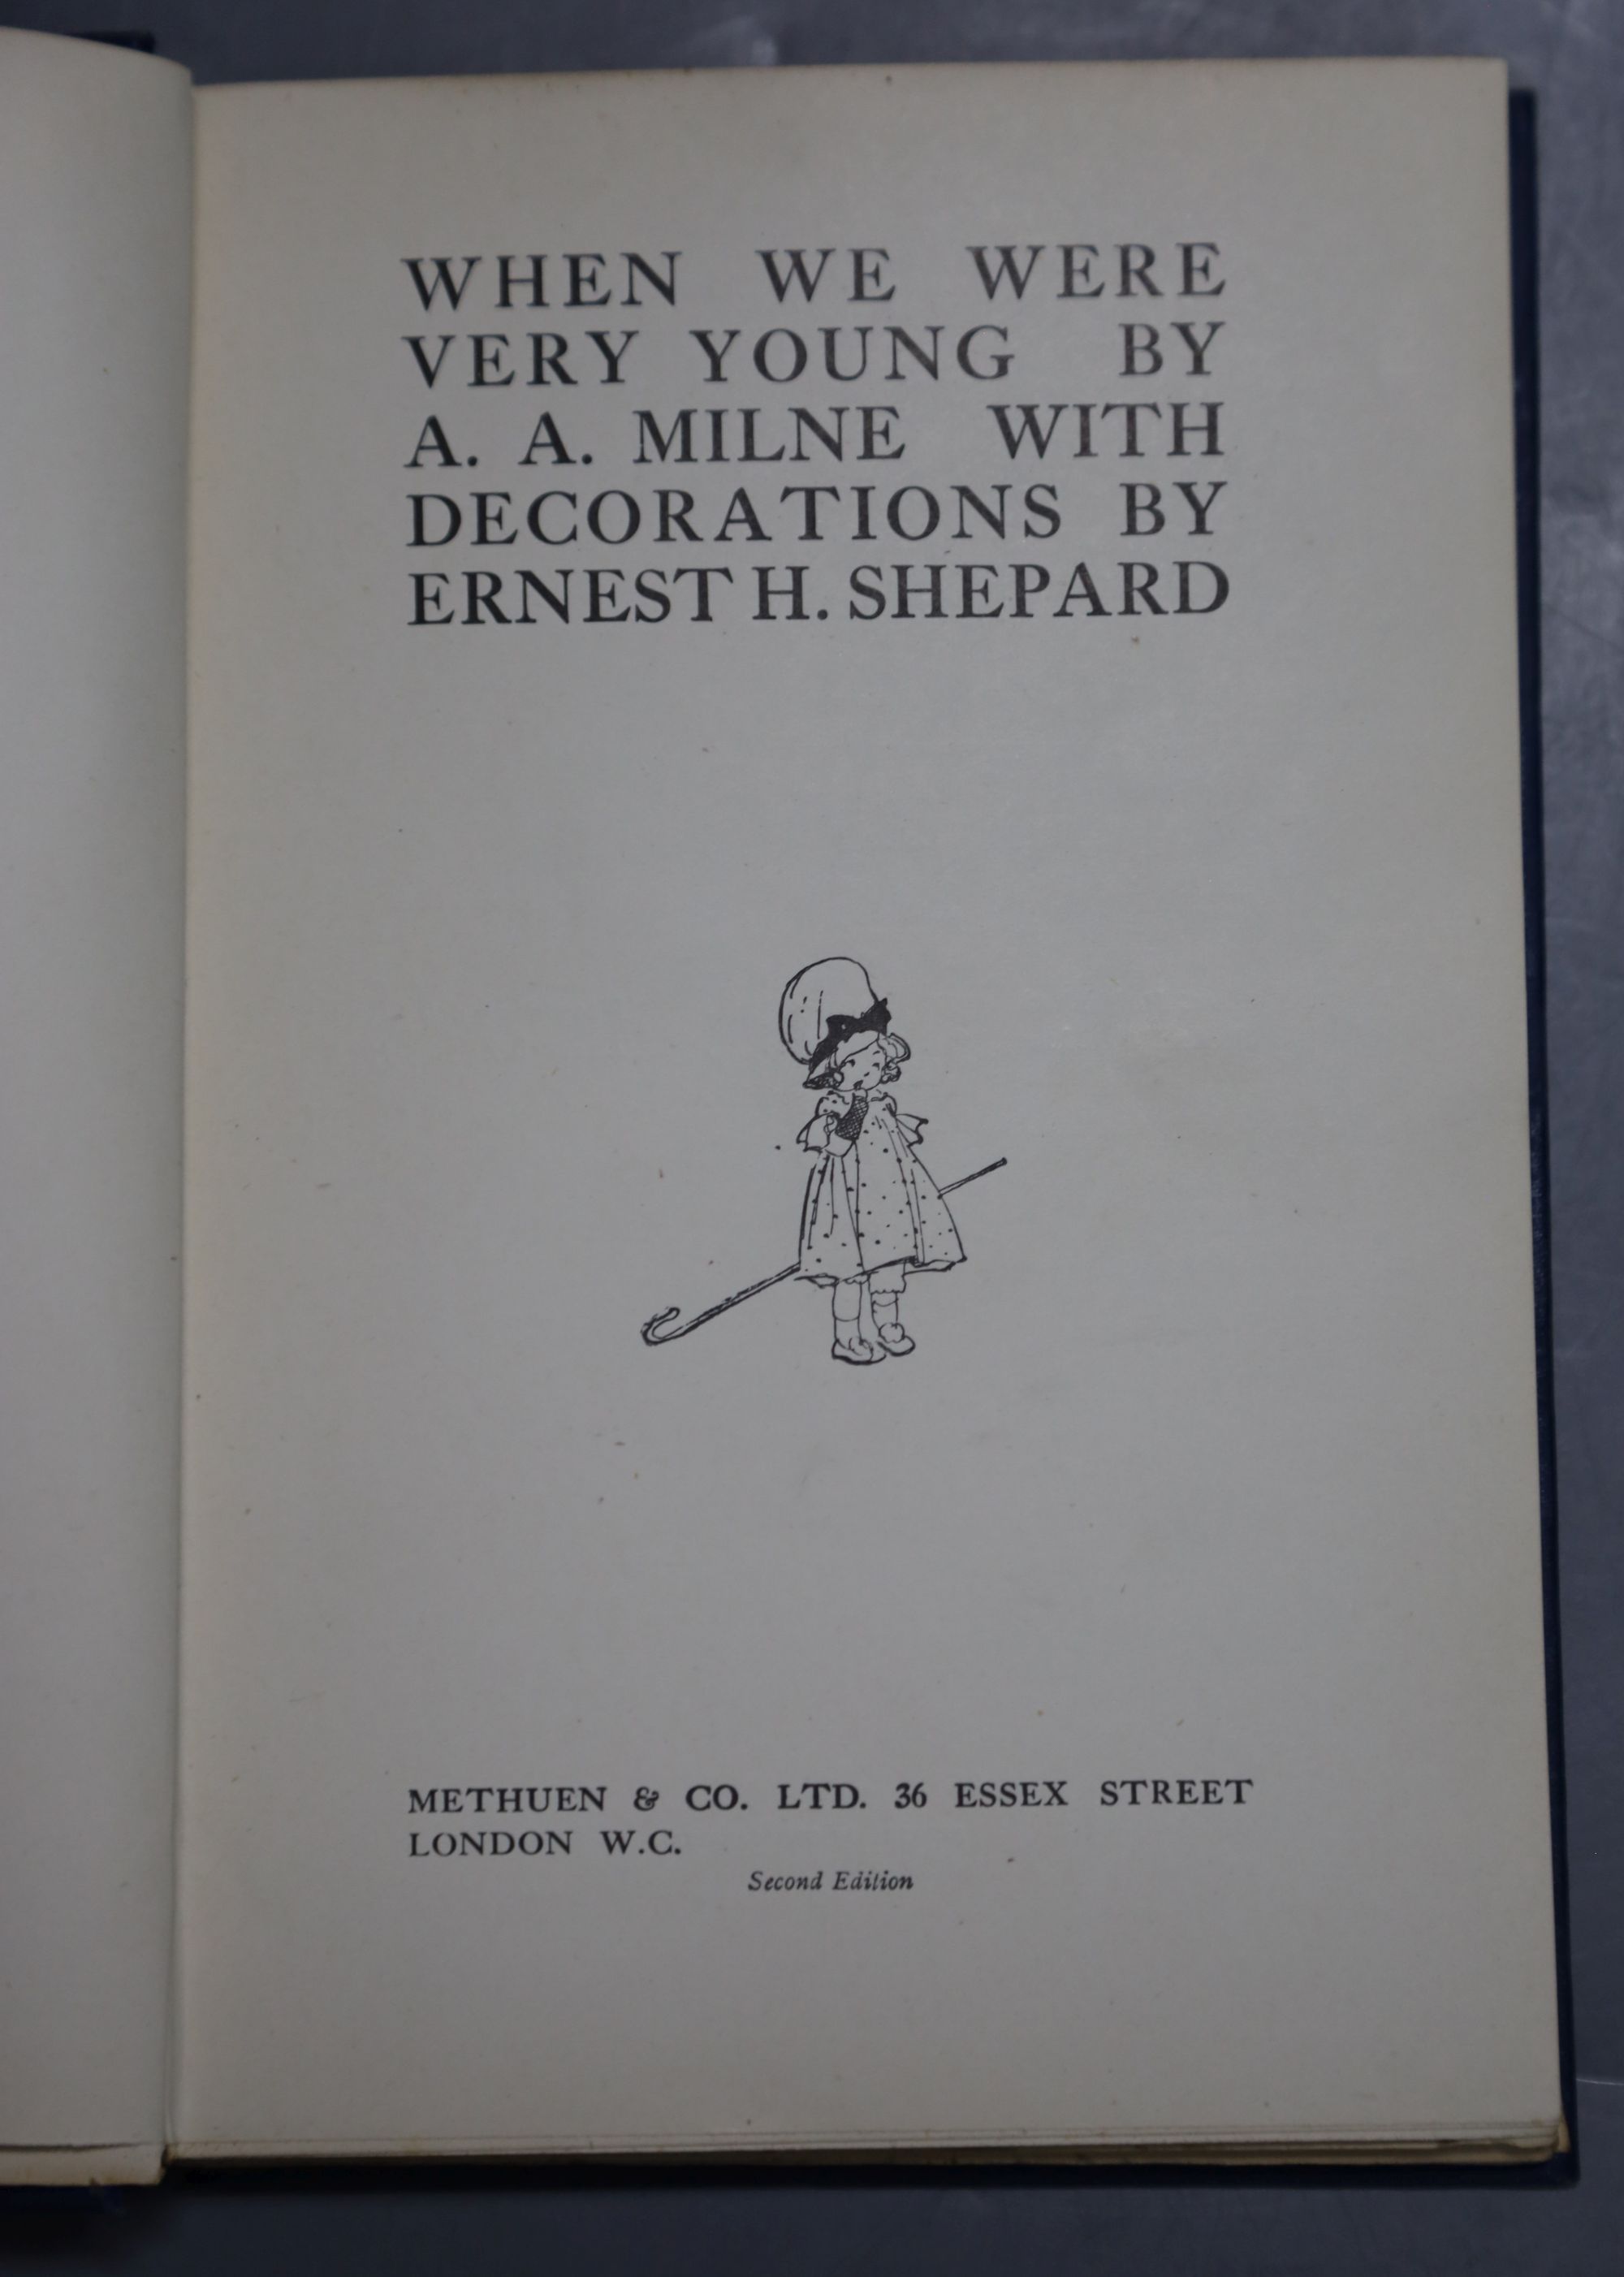 WHEN WE WERE
VERY YOUNG BY
A. A. MILNE WITH
DECORATIONS BY
ERNEST H. SHEPARD
METHUEN & CO. LTD. 36 ESSEX STREET
LONDON W.C.
Second Edition